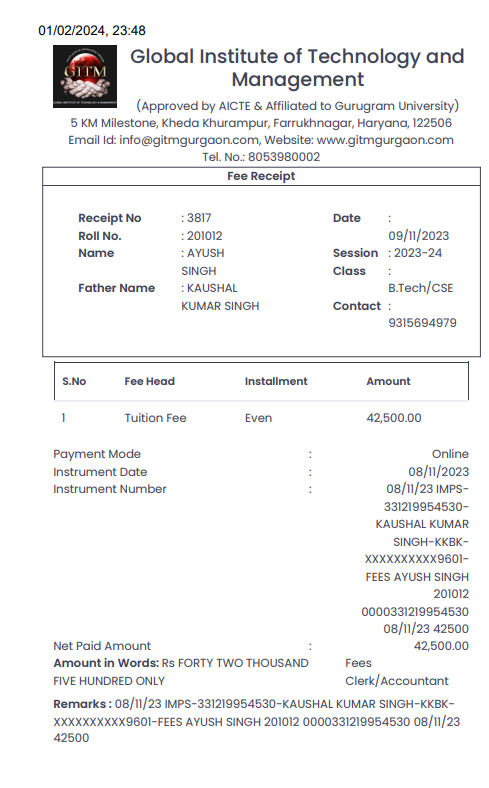 01/02/2024, 23:48
GITM
GLOBAL INSTITUTE OF TECHNOLOGY & MANAGEMENT
Global Institute of Technology and
Management
(Approved by AICTE & Affiliated to Gurugram University)
5 KM Milestone, Kheda Khurampur, Farrukhnagar, Haryana, 122506
Email Id: info@gitmgurgaon.com, Website: www.gitmgurgaon.com
Tel. No.: 8053980002
Fee Receipt
Receipt No : 3817 Date :
Roll No. : 201012 09/11/2023
Name : AYUSH Session : 2023-24
SINGH Class :
Father Name : KAUSHAL B.Tech/CSE
KUMAR SINGH Contact :
9315694979
S.No Fee Head Installment Amount
1 Tuition Fee Even 42,500.00
Payment Mode : Online
Instrument Date : 08/11/2023
Instrument Number : 08/11/23 IMPS-
331219954530-
KAUSHAL KUMAR
SINGH-KKBK-
XXXXXXXXXX9601-
FEES AYUSH SINGH
201012
0000331219954530
08/11/23 42500
Net Paid Amount : 42,500.00
Amount in Words: Rs FORTY TWO THOUSAND Fees
FIVE HUNDRED ONLY Clerk/Accountant
Remarks : 08/11/23 IMPS-331219954530-KAUSHAL KUMAR SINGH-KKBK-
XXXXXXXXXX9601-FEES AYUSH SINGH 201012 0000331219954530 08/11/23
42500